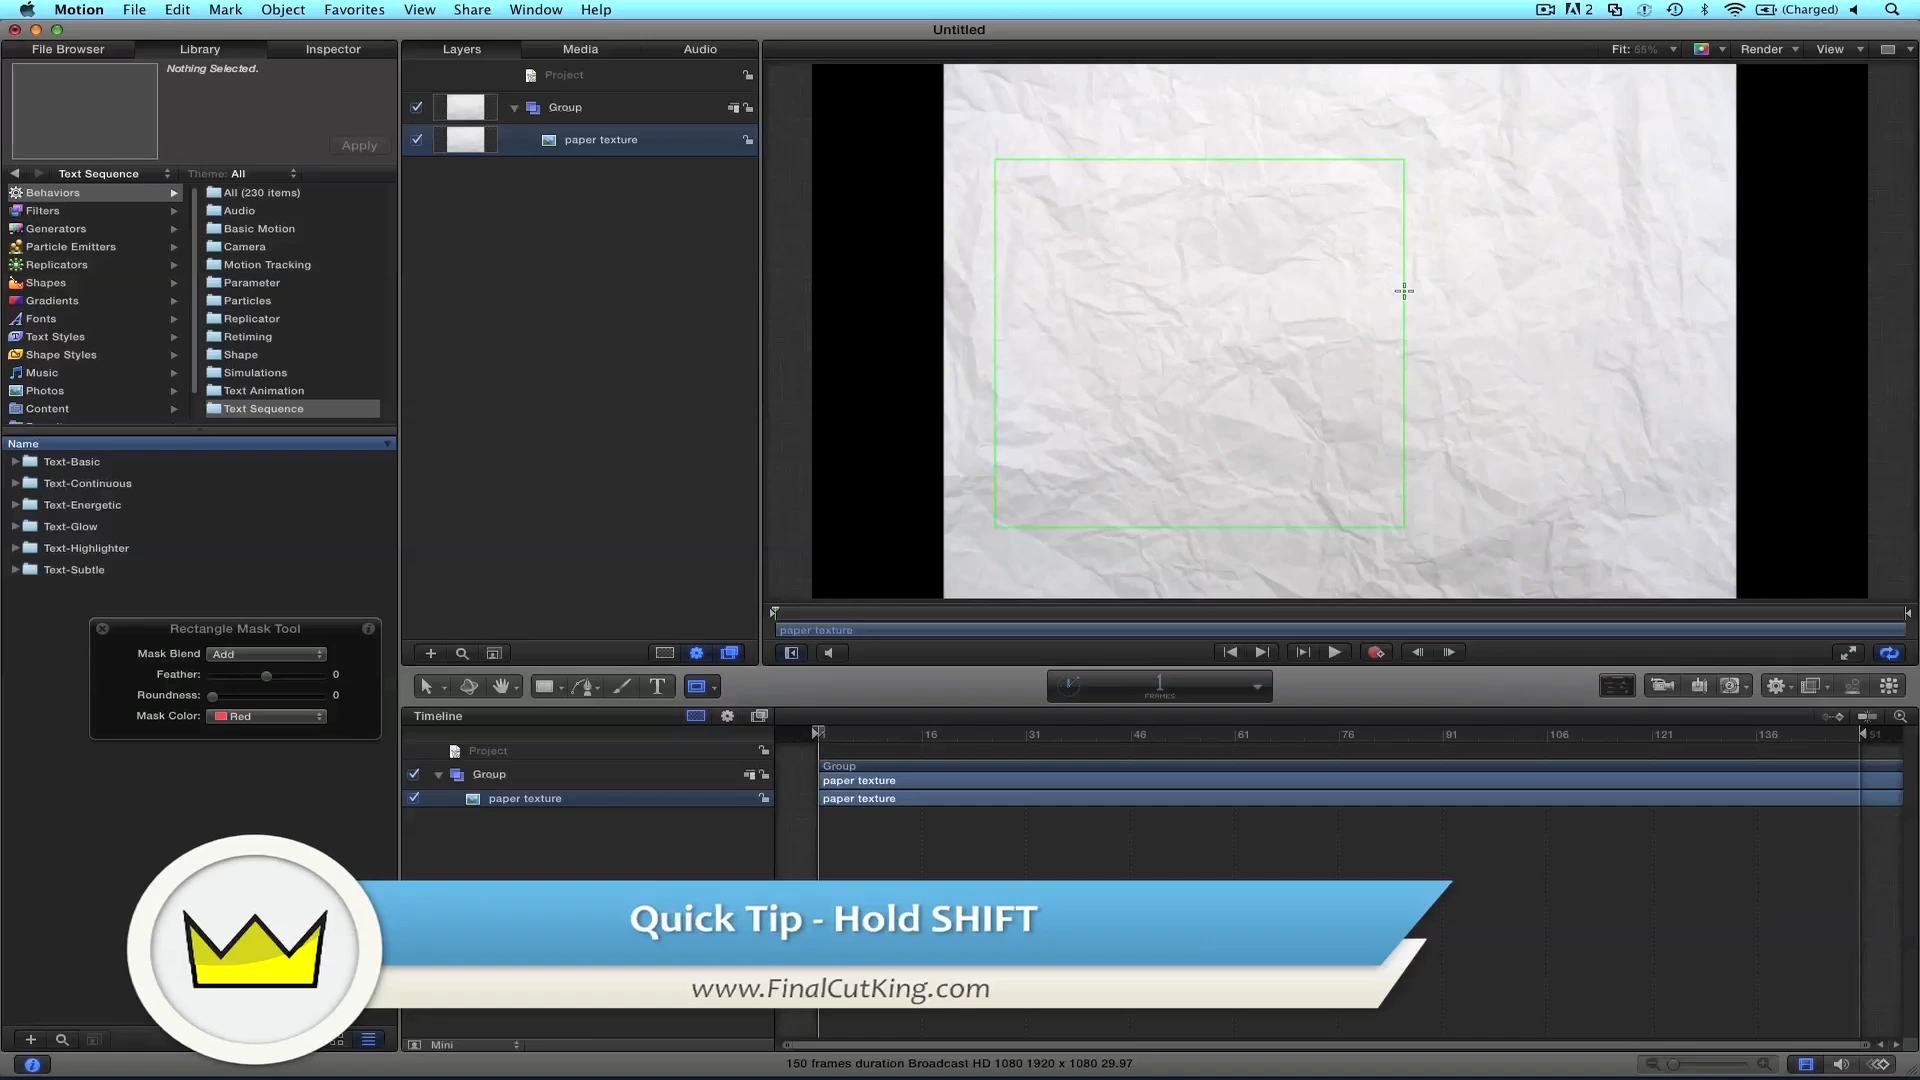 Motion File Edit Mark Object Favorites View Share Window Help 2 (Charged)
Untitled
File Browser Library Inspector Layers Media Audio Fit: 65% Render View
Nothing Selected.
Apply
Text Sequence Theme: All
Behaviors
Filters
Generators
Particle Emitters
Replicators
Shapes
Gradients
Fonts
Text Styles
Shape Styles
Music
Photos
Content
All (230 items)
Audio
Basic Motion
Camera
Motion Tracking
Parameter
Particles
Replicator
Retiming
Shape
Simulations
Text Animation
Text Sequence
Name
Text-Basic
Text-Continuous
Text-Energetic
Text-Glow
Text-Highlighter
Text-Subtle
Rectangle Mask Tool
Mask Blend Add
Feather: 0
Roundness: 0
Mask Color: Red
Project
Group
paper texture
paper texture
T
1
FRAMES
Timeline
16 31 46 61 76 91 106 121 136 51
Project
Group
paper texture
Group
paper texture
paper texture
Quick Tip - Hold SHIFT
www.FinalCutKing.com
Mini
150 frames duration Broadcast HD 1080 1920 x 1080 29.97